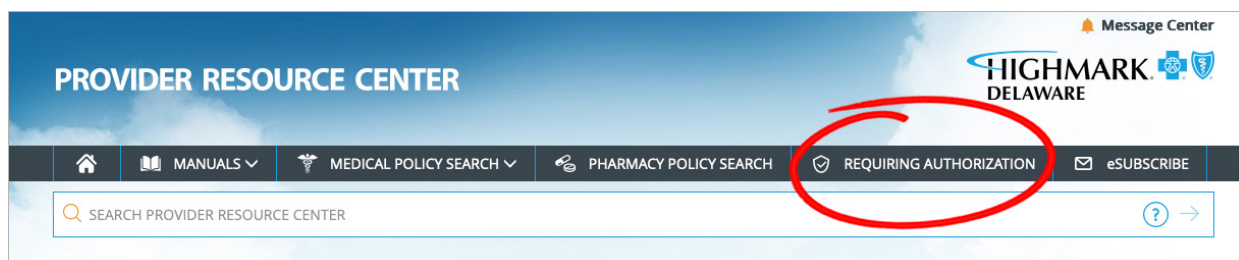 Message Center
PROVIDER RESOURCE CENTER
HIGHMARK
DELAWARE
MANUALS
MEDICAL POLICY SEARCH
PHARMACY POLICY SEARCH
REQUIRING AUTHORIZATION
eSUBSCRIBE
SEARCH PROVIDER RESOURCE CENTER
?